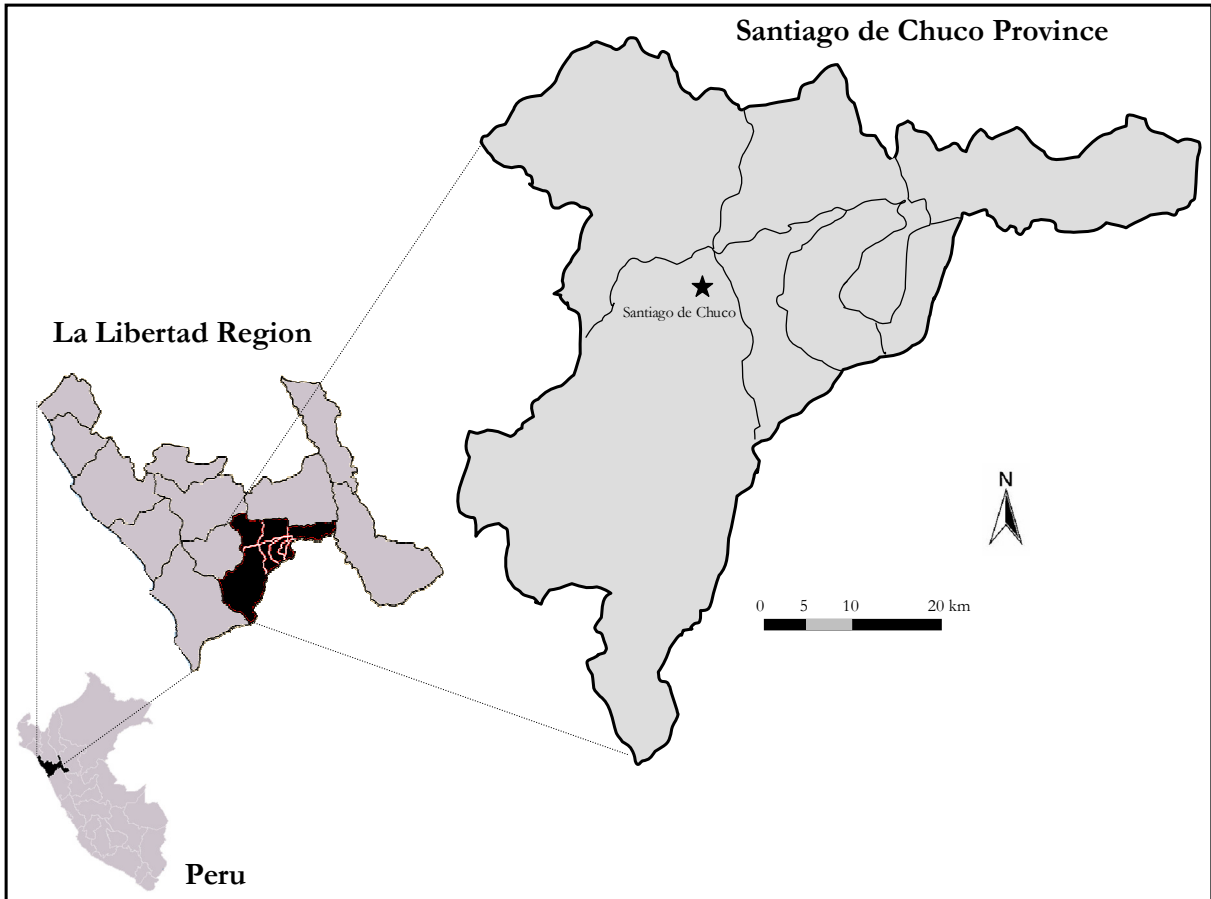 Santiago de Chuco Province
Santiago de Chuco
La Libertad Region
N
0 5 10 20 km
Peru